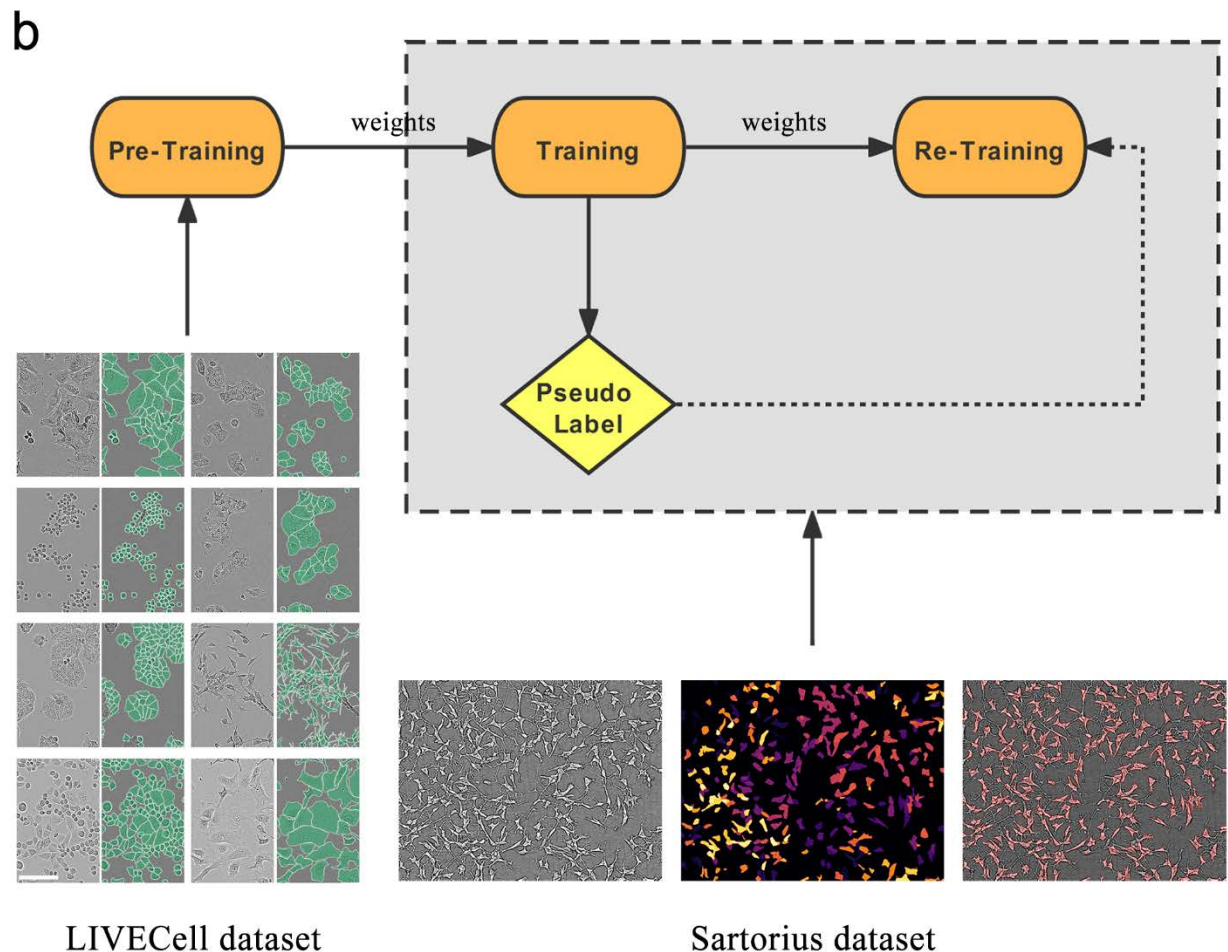 b
weights
weights
Pre-Training
Training
Re-Training
Pseudo
Label
LIVECell dataset
Sartorius dataset